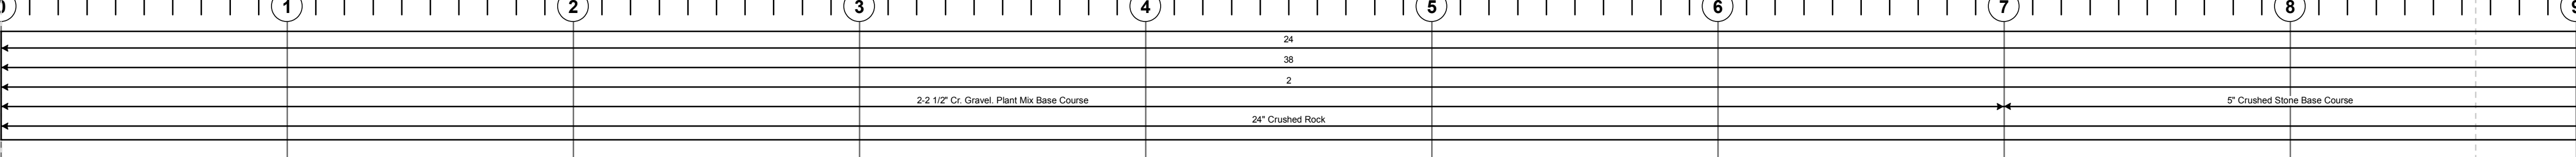 0 1 2 3 4 5 6 7 8 9
24
38
2
2-2 1/2" Cr. Gravel. Plant Mix Base Course 5" Crushed Stone Base Course
24" Crushed Rock